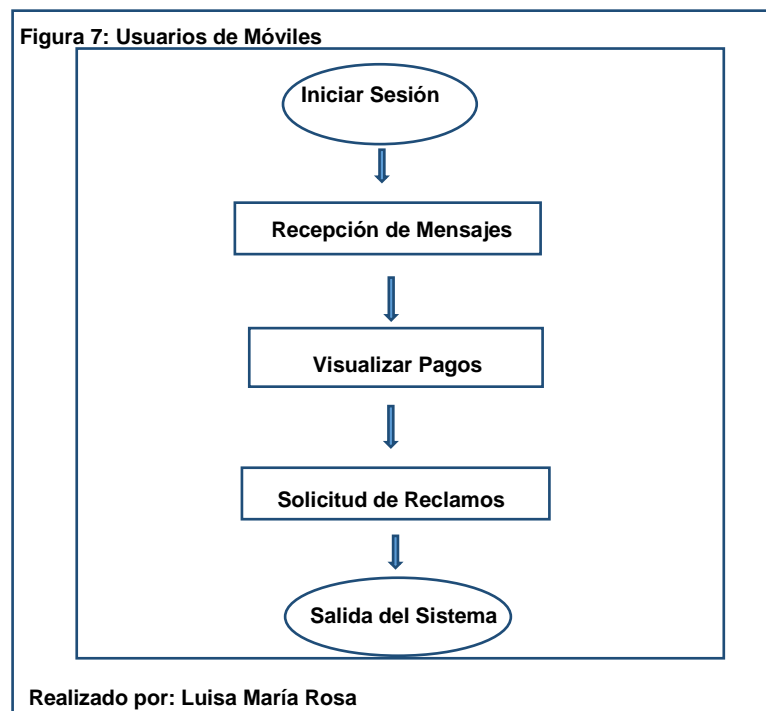 Figura 7: Usuarios de Móviles
Iniciar Sesión
Recepción de Mensajes
Visualizar Pagos
Solicitud de Reclamos
Salida del Sistema
Realizado por: Luisa María Rosa